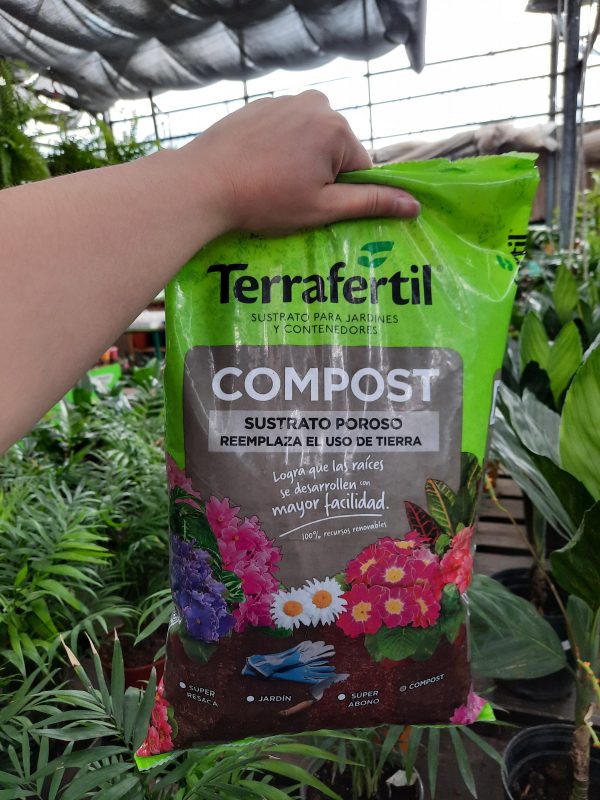 Terrafértil
SUSTRATO PARA JARDINES
Y CONTENEDORES
COMPOST
SUSTRATO POROSO
REEMPLAZA EL USO DE TIERRA
Logra que las raíces
se desarrollen con
mayor facilidad.
100% recursos renovables
SUPER
RESACA
JARDÍN
SUPER
ABONO
COMPOST